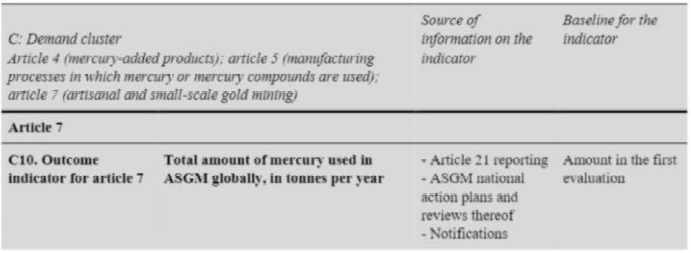 C: Demand cluster
Article 4 (mercury-added products); article 5 (manufacturing
processes in which mercury or mercury compounds are used);
article 7 (artisanal and small-scale gold mining)
Source of
information on the
indicator
Baseline for the
indicator
Article 7
C10. Outcome
indicator for article 7
Total amount of mercury used in
ASGM globally, in tonnes per year
- Article 21 reporting
- ASGM national
action plans and
reviews thereof
- Notifications
Amount in the first
evaluation